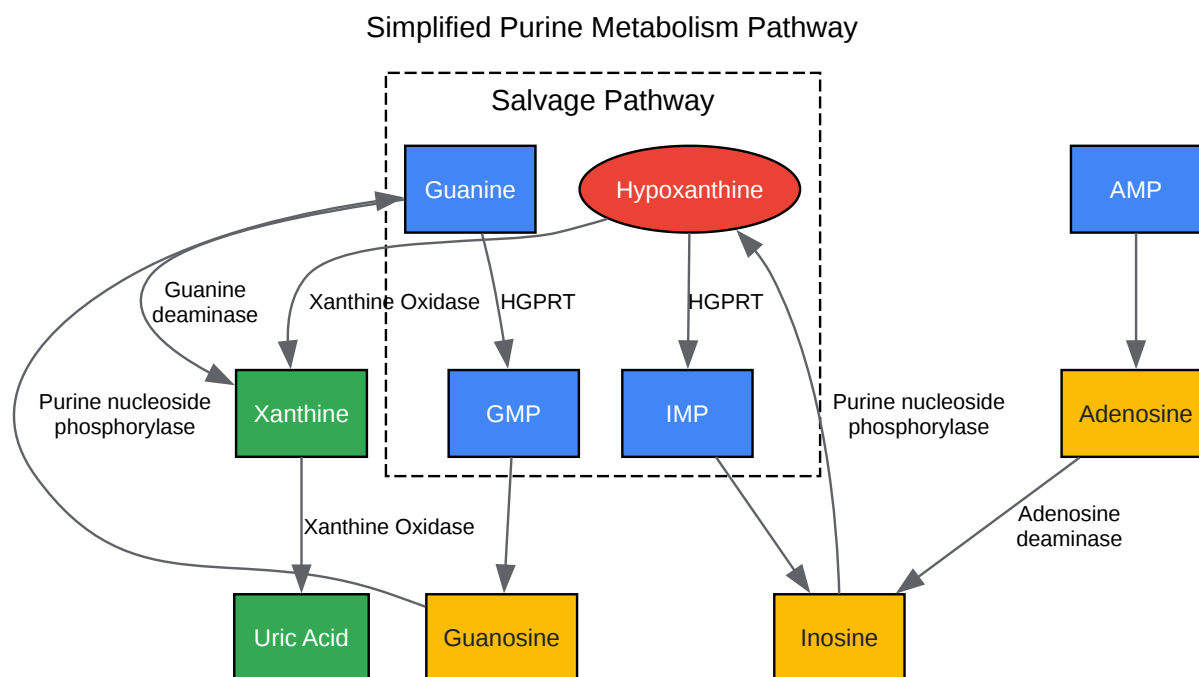 Simplified Purine Metabolism Pathway
Salvage Pathway
Guanine
Hypoxanthine
AMP
Guanine
deaminase
Xanthine Oxidase
HGPRT
HGPRT
Purine nucleoside
phosphorylase
Xanthine
GMP
IMP
Purine nucleoside
phosphorylase
Adenosine
Xanthine Oxidase
Adenosine
deaminase
Uric Acid
Guanosine
Inosine